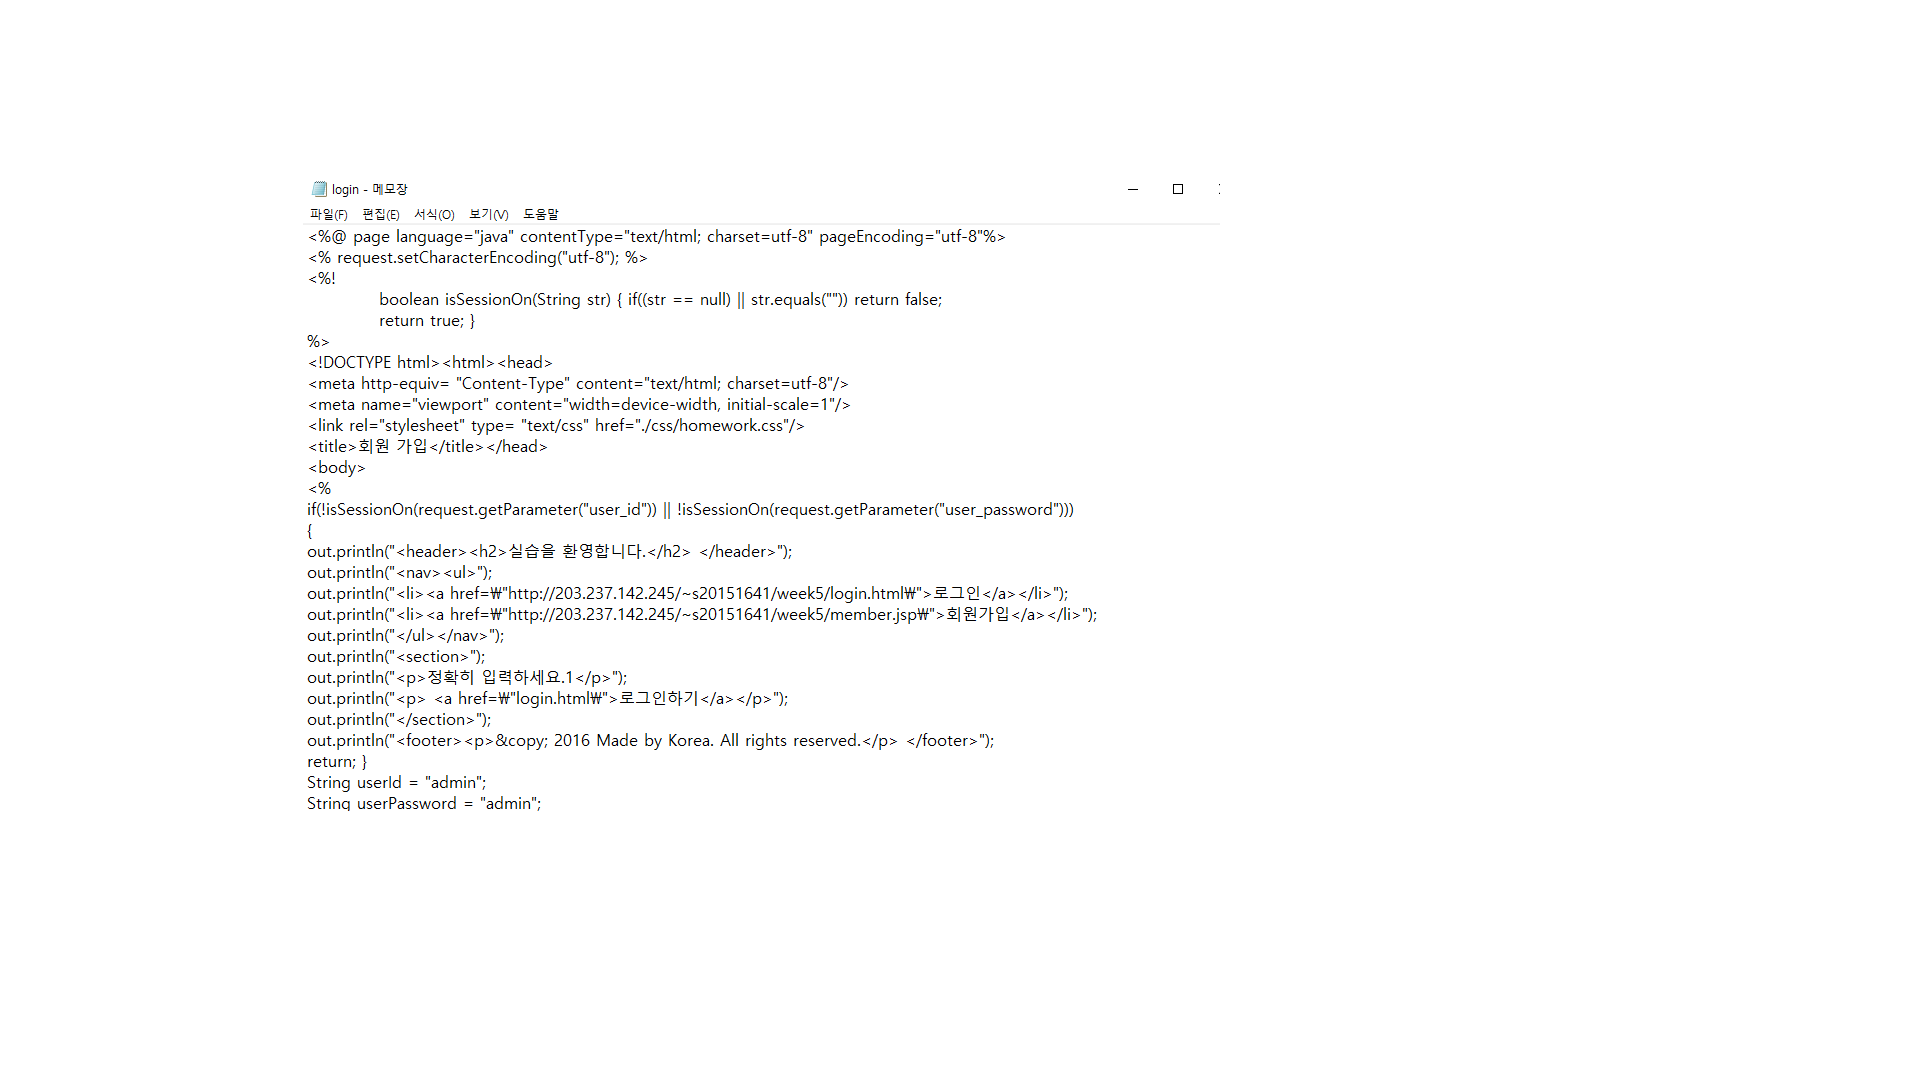 login - 메모장
파일(F) 편집(E) 서식(O) 보기(V) 도움말
<%@ page language="java" contentType="text/html; charset=utf-8" pageEncoding="utf-8"%>
<% request.setCharacterEncoding("utf-8"); %>
<%!
boolean isSessionOn(String str) { if((str == null) || str.equals("")) return false;
return true; }
%>
<!DOCTYPE html><html><head>
<meta http-equiv= "Content-Type" content="text/html; charset=utf-8"/>
<meta name="viewport" content="width=device-width, initial-scale=1"/>
<link rel="stylesheet" type= "text/css" href="./css/homework.css"/>
<title>회원 가입</title></head>
<body>
<%
if(!isSessionOn(request.getParameter("user_id")) || !isSessionOn(request.getParameter("user_password")))
{
out.println("<header><h2>실습을 환영합니다.</h2> </header>");
out.println("<nav><ul>");
out.println("<li><a href=₩"http://203.237.142.245/~s20151641/week5/login.html₩">로그인</a></li>");
out.println("<li><a href=₩"http://203.237.142.245/~s20151641/week5/member.jsp₩">회원가입</a></li>");
out.println("</ul></nav>");
out.println("<section>");
out.println("<p>정확히 입력하세요.1</p>");
out.println("<p> <a href=₩"login.html₩">로그인하기</a></p>");
out.println("</section>");
out.println("<footer><p>&copy; 2016 Made by Korea. All rights reserved.</p> </footer>");
return; }
String userId = "admin";
String userPassword = "admin";